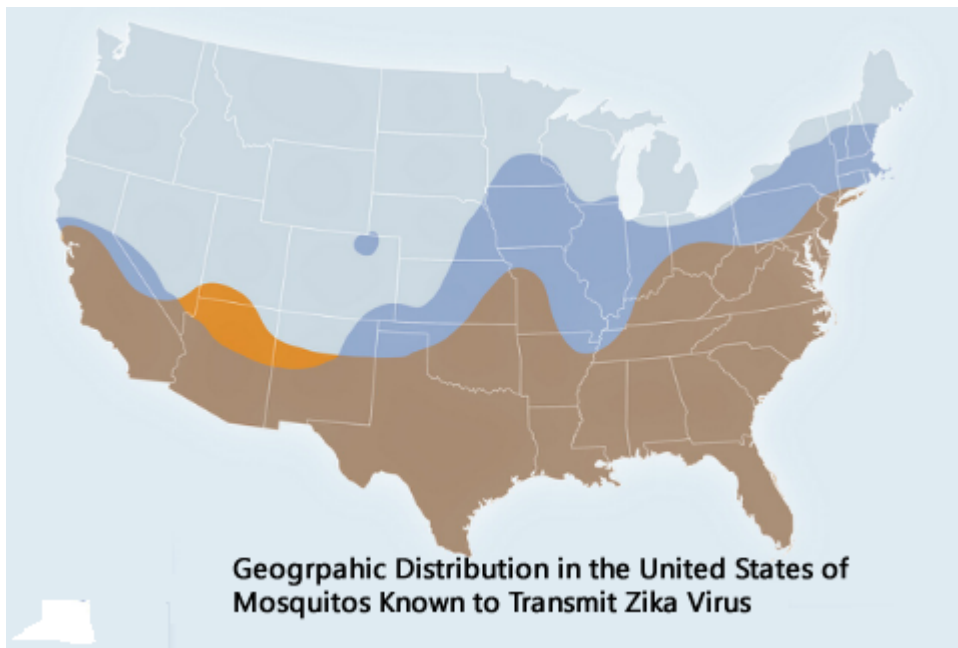 Geogrpahic Distribution in the United States of
Mosquitos Known to Transmit Zika Virus